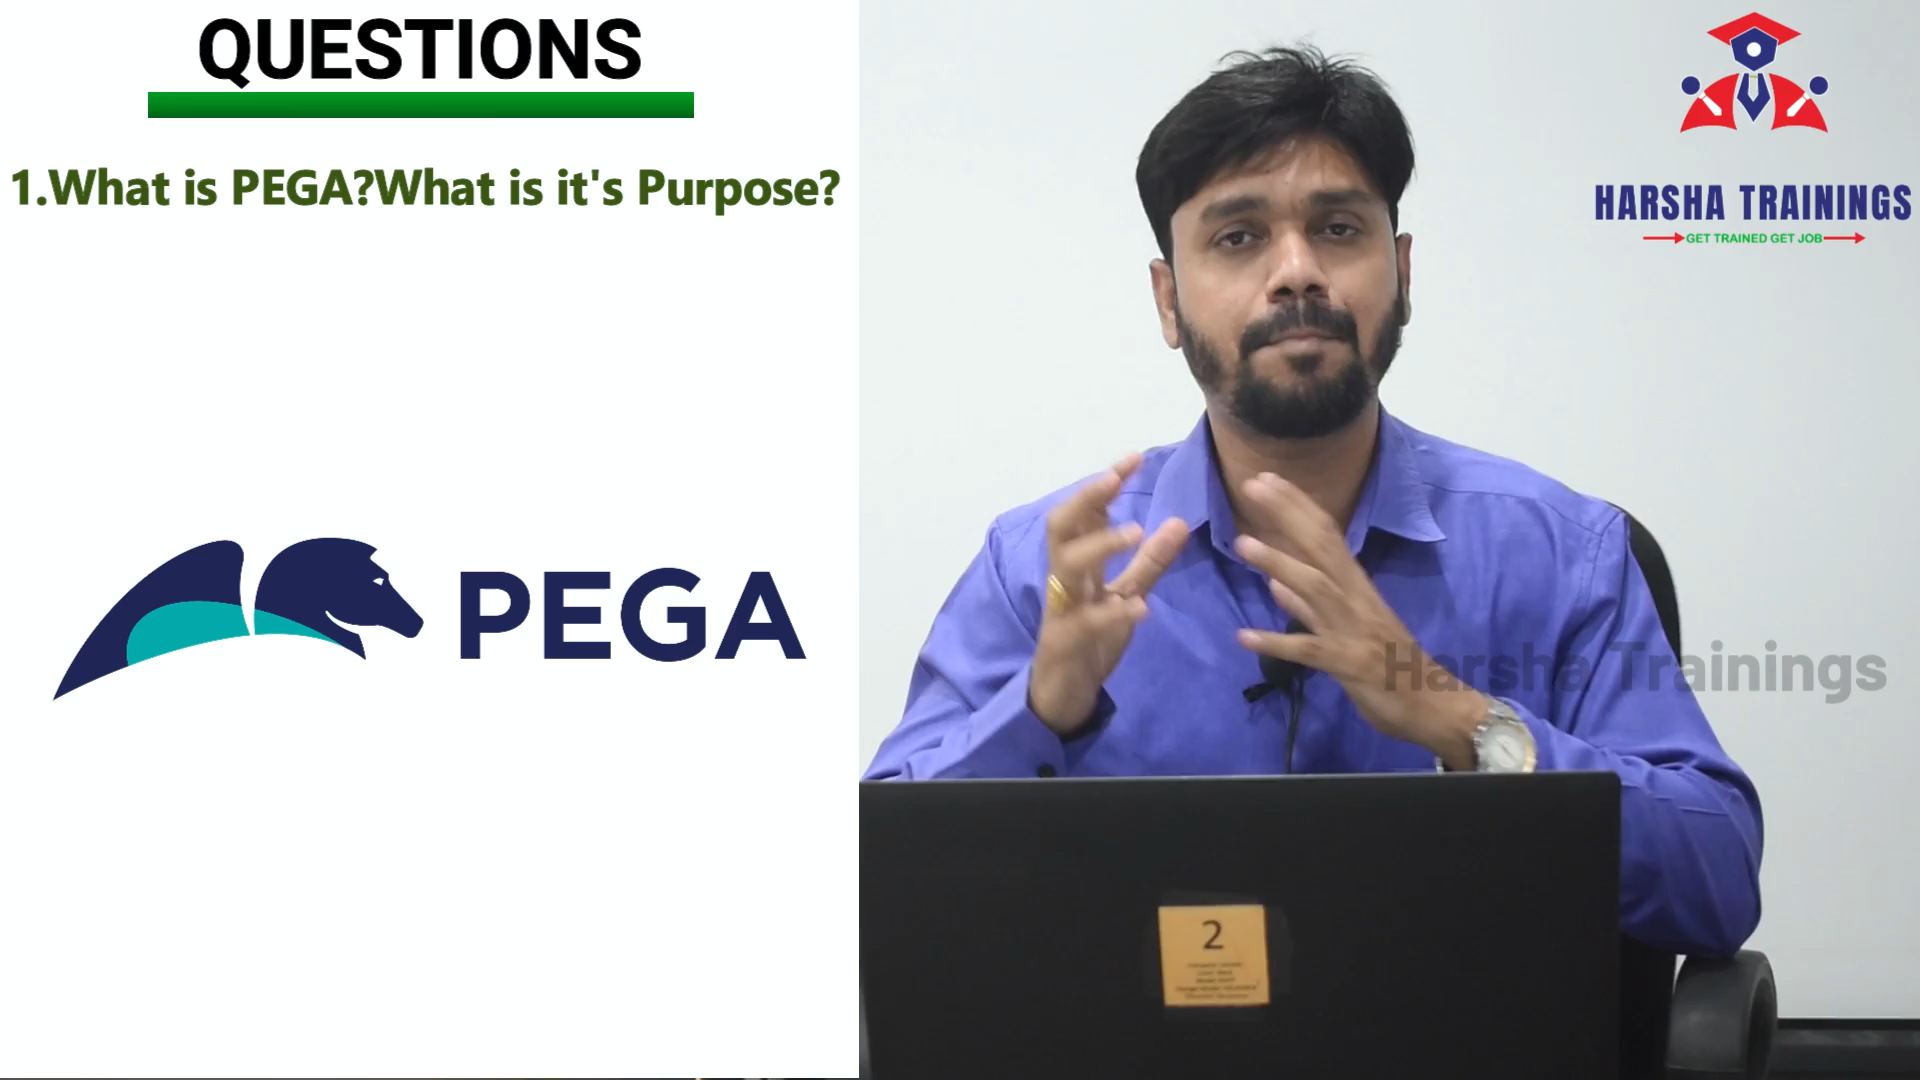 QUESTIONS
1.What is PEGA?What is it's Purpose?
PEGA
HARSHA TRAININGS
GET TRAINED GET JOB
Harsha Trainings
2